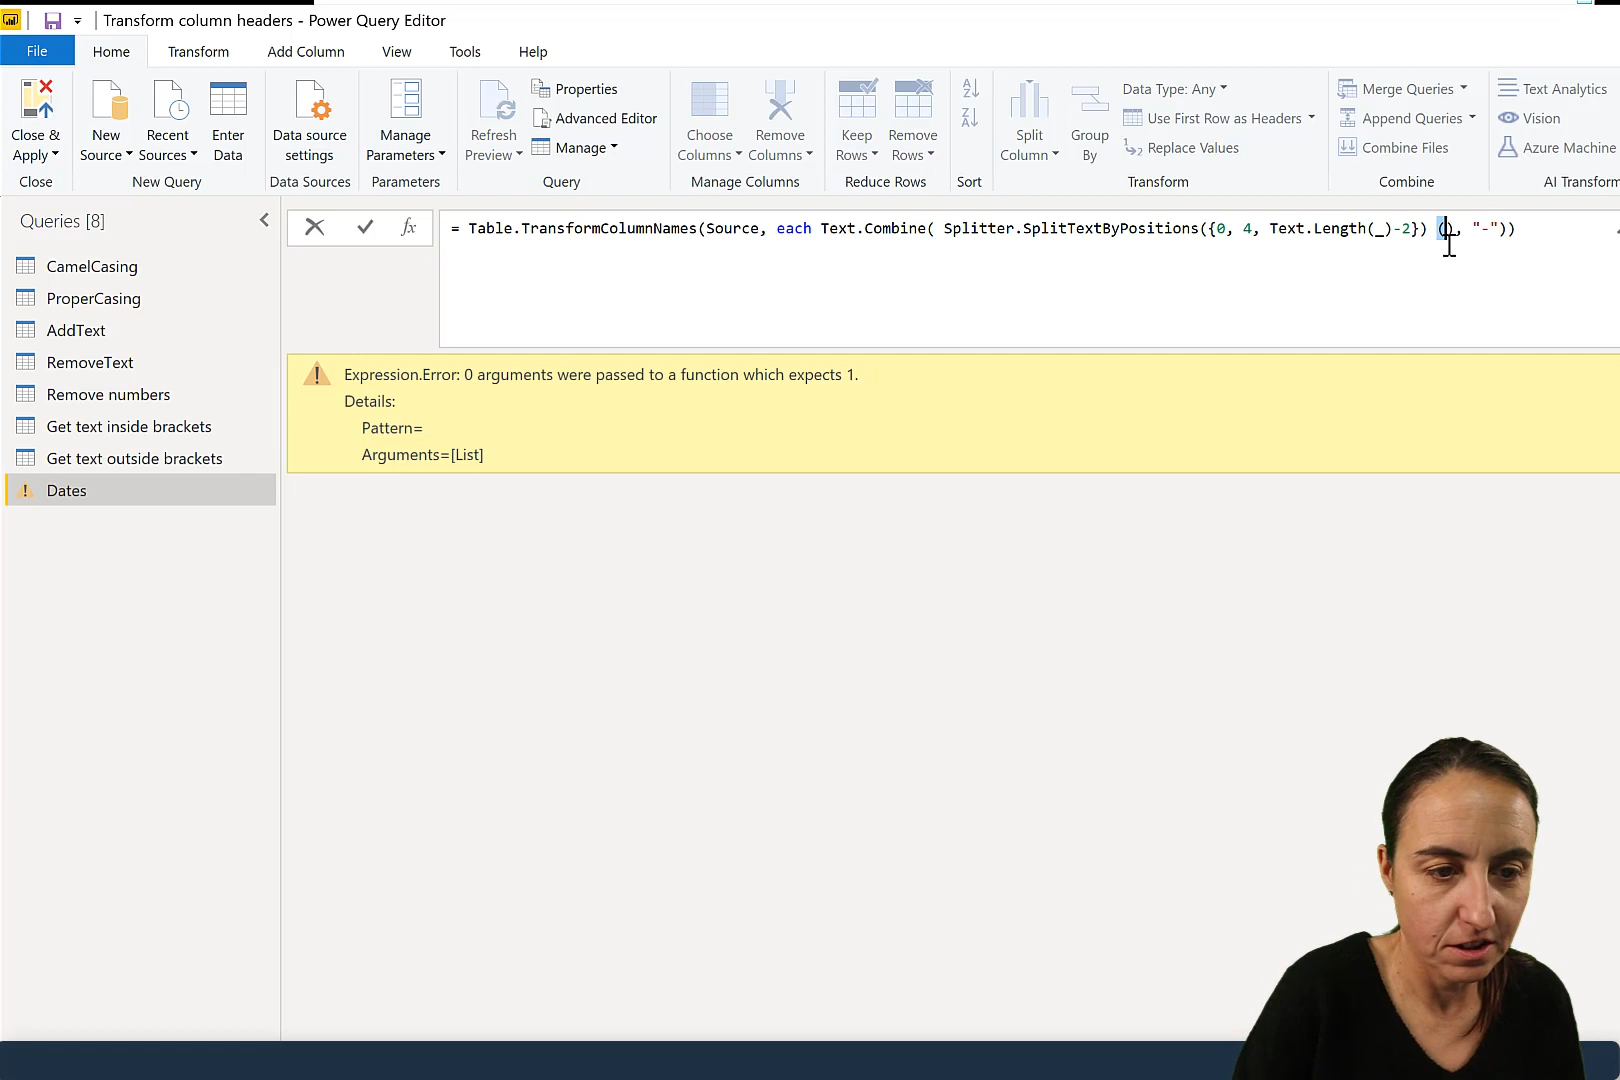 Transform column headers - Power Query Editor
File Home Transform Add Column View Tools Help
Close & Apply
Close
New Source
Recent Sources
Enter Data
New Query
Data source settings
Data Sources
Manage Parameters
Parameters
Refresh Preview
Properties
Advanced Editor
Manage
Query
Choose Columns
Remove Columns
Manage Columns
Keep Rows
Remove Rows
Reduce Rows
Sort
Split Column
Group By
Data Type: Any
Use First Row as Headers
Replace Values
Transform
Merge Queries
Append Queries
Combine Files
Combine
Text Analytics
Vision
Azure Machine
AI Transform
Queries [8]
CamelCasing
ProperCasing
AddText
RemoveText
Remove numbers
Get text inside brackets
Get text outside brackets
Dates
fx
= Table.TransformColumnNames(Source, each Text.Combine( Splitter.SplitTextByPositions({0, 4, Text.Length(_)-2}) (), "-"))
Expression.Error: 0 arguments were passed to a function which expects 1.
Details:
Pattern=
Arguments=[List]